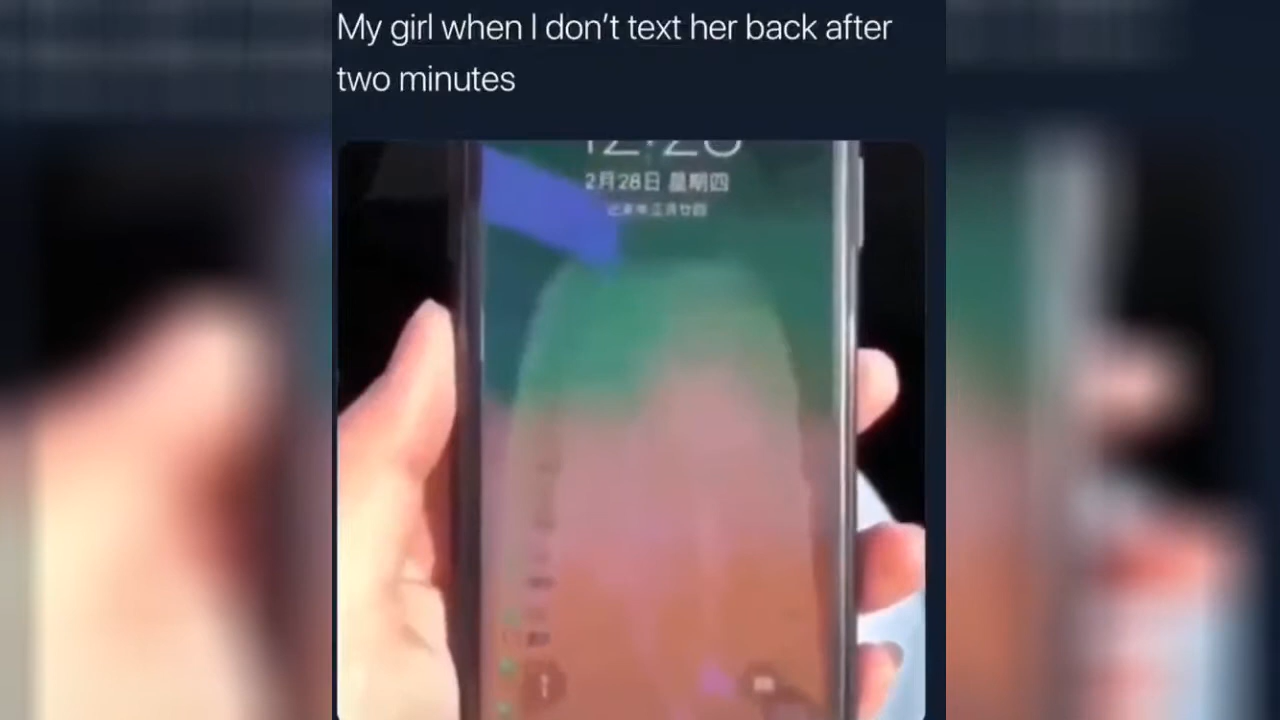 My girl when I don’t text her back after
two minutes
2月28日 星期四